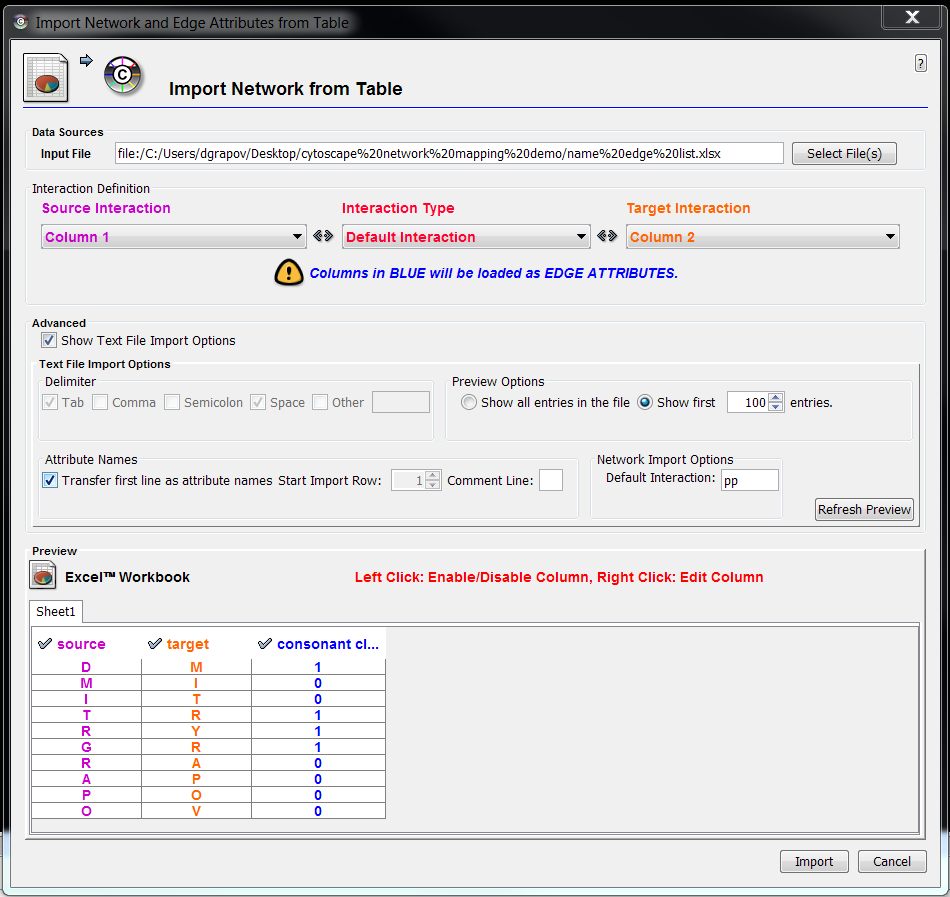 Import Network and Edge Attributes from Table
Import Network from Table
?
Data Sources
Input File file:/C:/Users/dgrapov/Desktop/cytoscape%20network%20mapping%20demo/name%20edge%20list.xlsx Select File(s)
Interaction Definition
Source Interaction Interaction Type Target Interaction
Column 1 Default Interaction Column 2
Columns in BLUE will be loaded as EDGE ATTRIBUTES.
Advanced
Show Text File Import Options
Text File Import Options
Delimiter Preview Options
Tab Comma Semicolon Space Other Show all entries in the file Show first 100 entries.
Attribute Names Network Import Options
Transfer first line as attribute names Start Import Row: 1 Comment Line: Default Interaction: pp
Refresh Preview
Preview
Excel™ Workbook Left Click: Enable/Disable Column, Right Click: Edit Column
Sheet1
source target consonant cl...
D M 1
M I 0
I T 0
T R 1
R Y 1
G R 1
R A 0
A P 0
P O 0
O V 0
Import Cancel